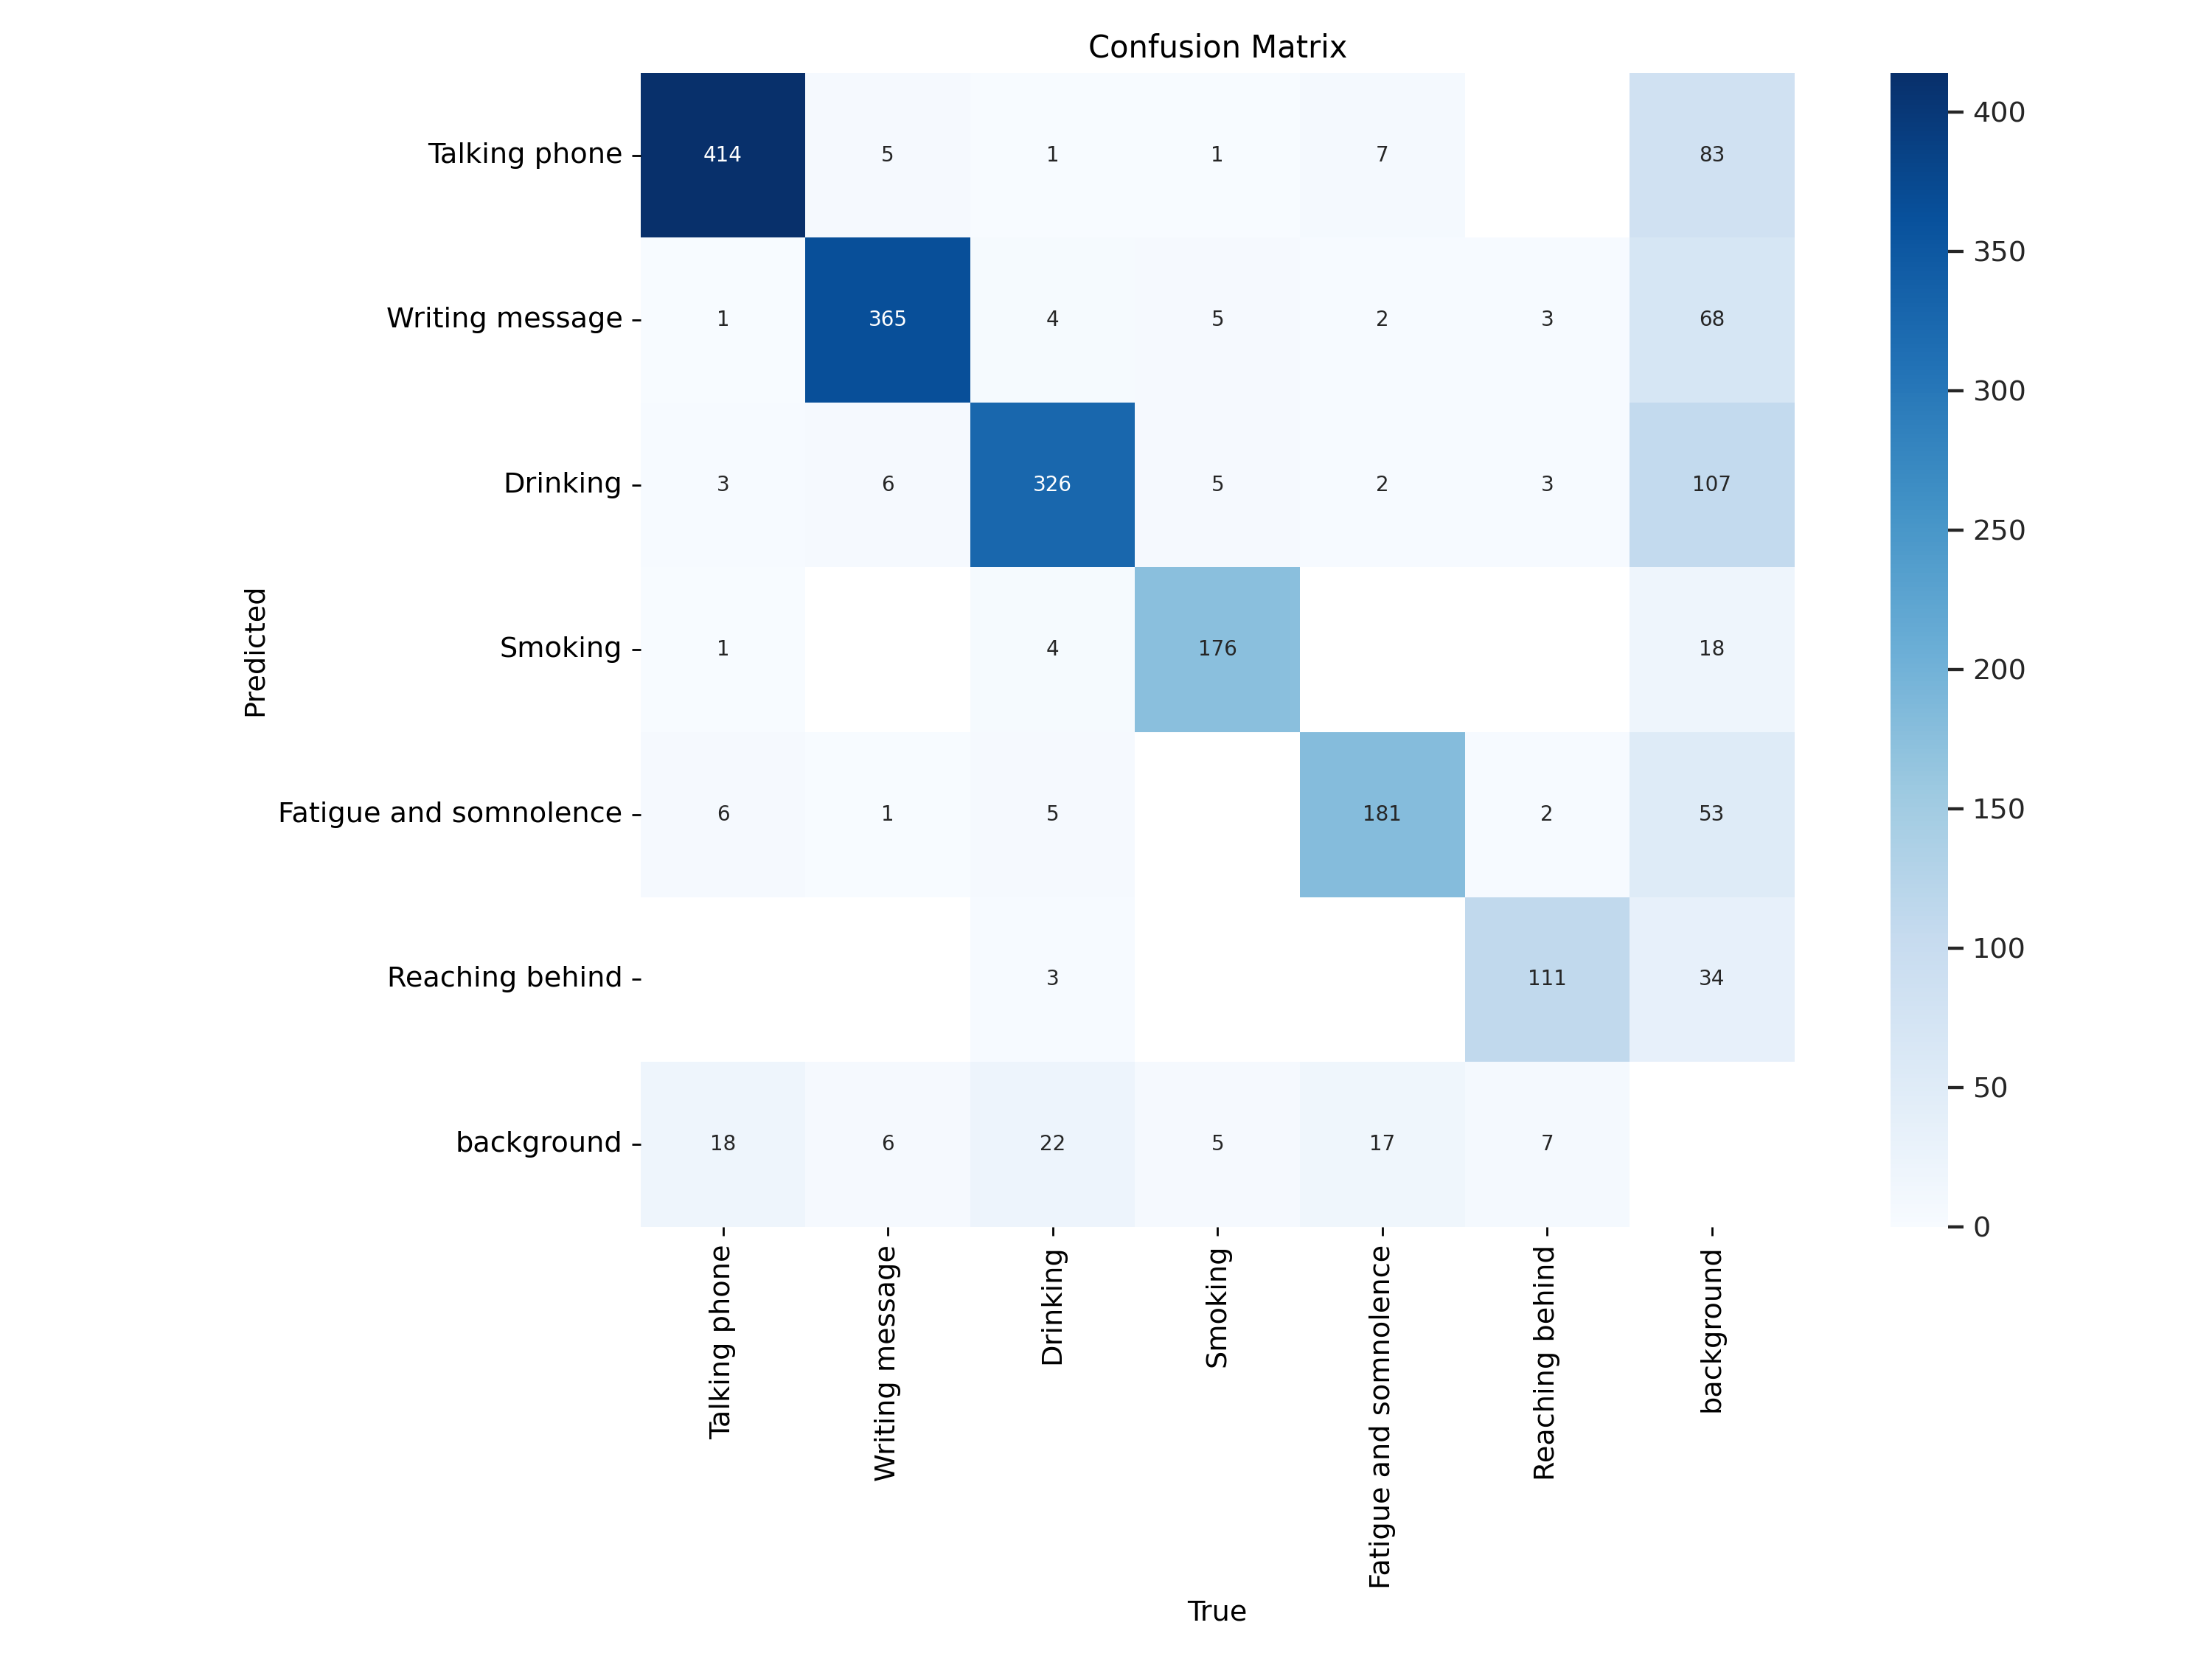 Confusion Matrix
Talking phone 414 5 1 1 7 83
Writing message 1 365 4 5 2 3 68
Drinking 3 6 326 5 2 3 107
Smoking 1 4 176 18
Fatigue and somnolence 6 1 5 181 2 53
Reaching behind 3 111 34
background 18 6 22 5 17 7
Predicted
Talking phone
Writing message
Drinking
Smoking
Fatigue and somnolence
Reaching behind
background
True
400
350
300
250
200
150
100
50
0